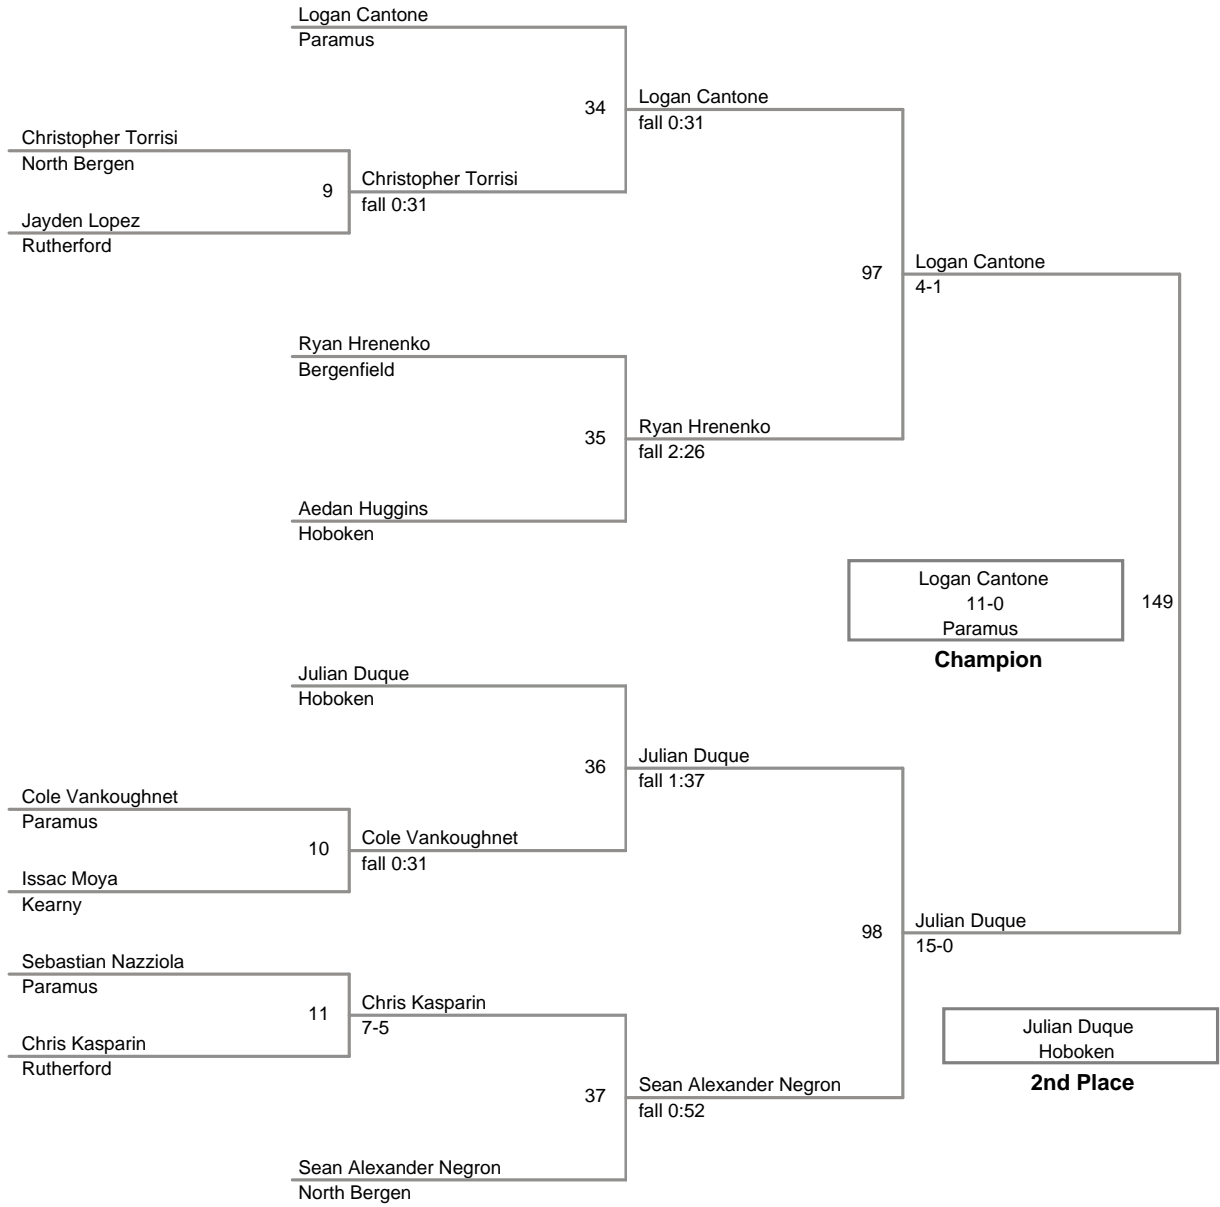 Logan Cantone
Paramus
34
Logan Cantone
fall 0:31
Christopher Torrisi
North Bergen
9
Christopher Torrisi
fall 0:31
Jayden Lopez
Rutherford
97
Logan Cantone
4-1
Ryan Hrenenko
Bergenfield
35
Ryan Hrenenko
fall 2:26
Aedan Huggins
Hoboken
Logan Cantone
11-0
Paramus
Champion
149
Julian Duque
Hoboken
36
Julian Duque
fall 1:37
Cole Vankoughnet
Paramus
10
Cole Vankoughnet
fall 0:31
Issac Moya
Kearny
98
Julian Duque
15-0
Sebastian Nazziola
Paramus
11
Chris Kasparin
7-5
Chris Kasparin
Rutherford
37
Sean Alexander Negron
fall 0:52
Sean Alexander Negron
North Bergen
Julian Duque
Hoboken
2nd Place